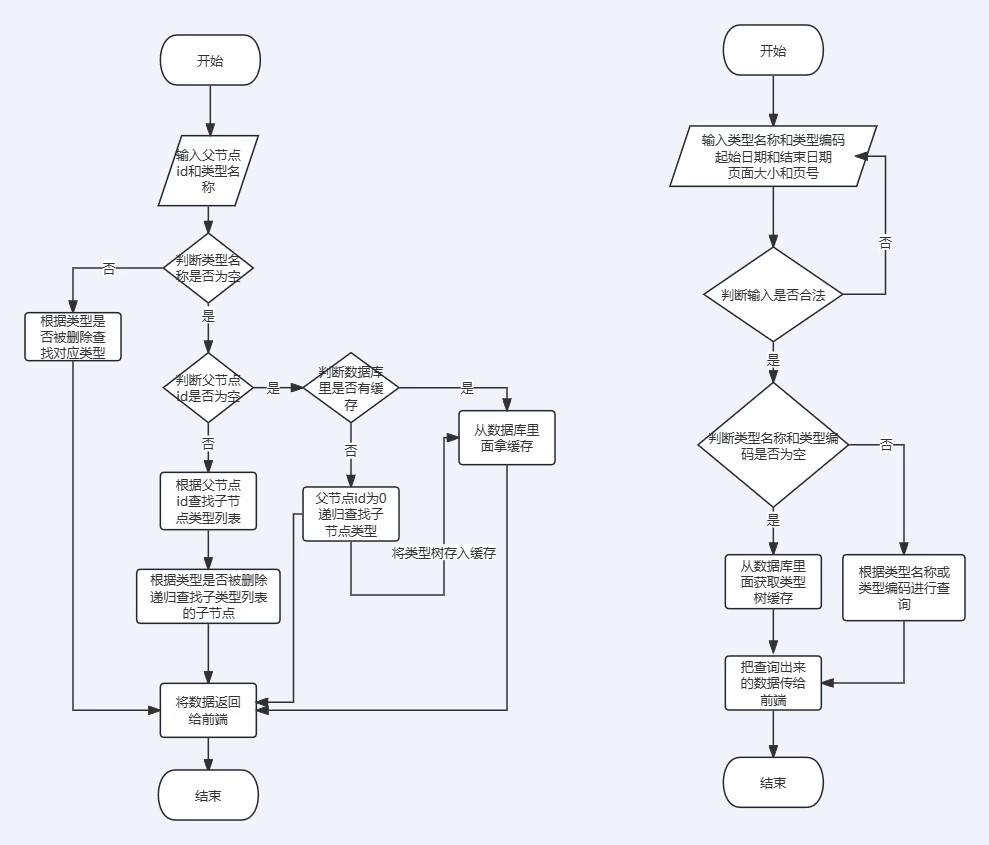 开始
输入父节点
id和类型名
称
判断类型名
称是否为空
否
是
根据类型是
否被删除查
找对应类型
判断父节点
id是否为空
是
判断数据库
里是否有缓
存
是
从数据库里
面拿缓存
否
否
根据父节点
id查找子节
点类型列表
父节点id为0
递归查找子
节点类型
将类型树存入缓存
根据类型是否被删除
递归查找子类型列表
的子节点
将数据返回
给前端
结束
开始
输入类型名称和类型编码
起始日期和结束日期
页面大小和页号
否
判断输入是否合法
是
判断类型名称和类型编
码是否为空
否
是
从数据库里
面获取类型
树缓存
根据类型名称或
类型编码进行查
询
把查询出来
的数据传给
前端
结束